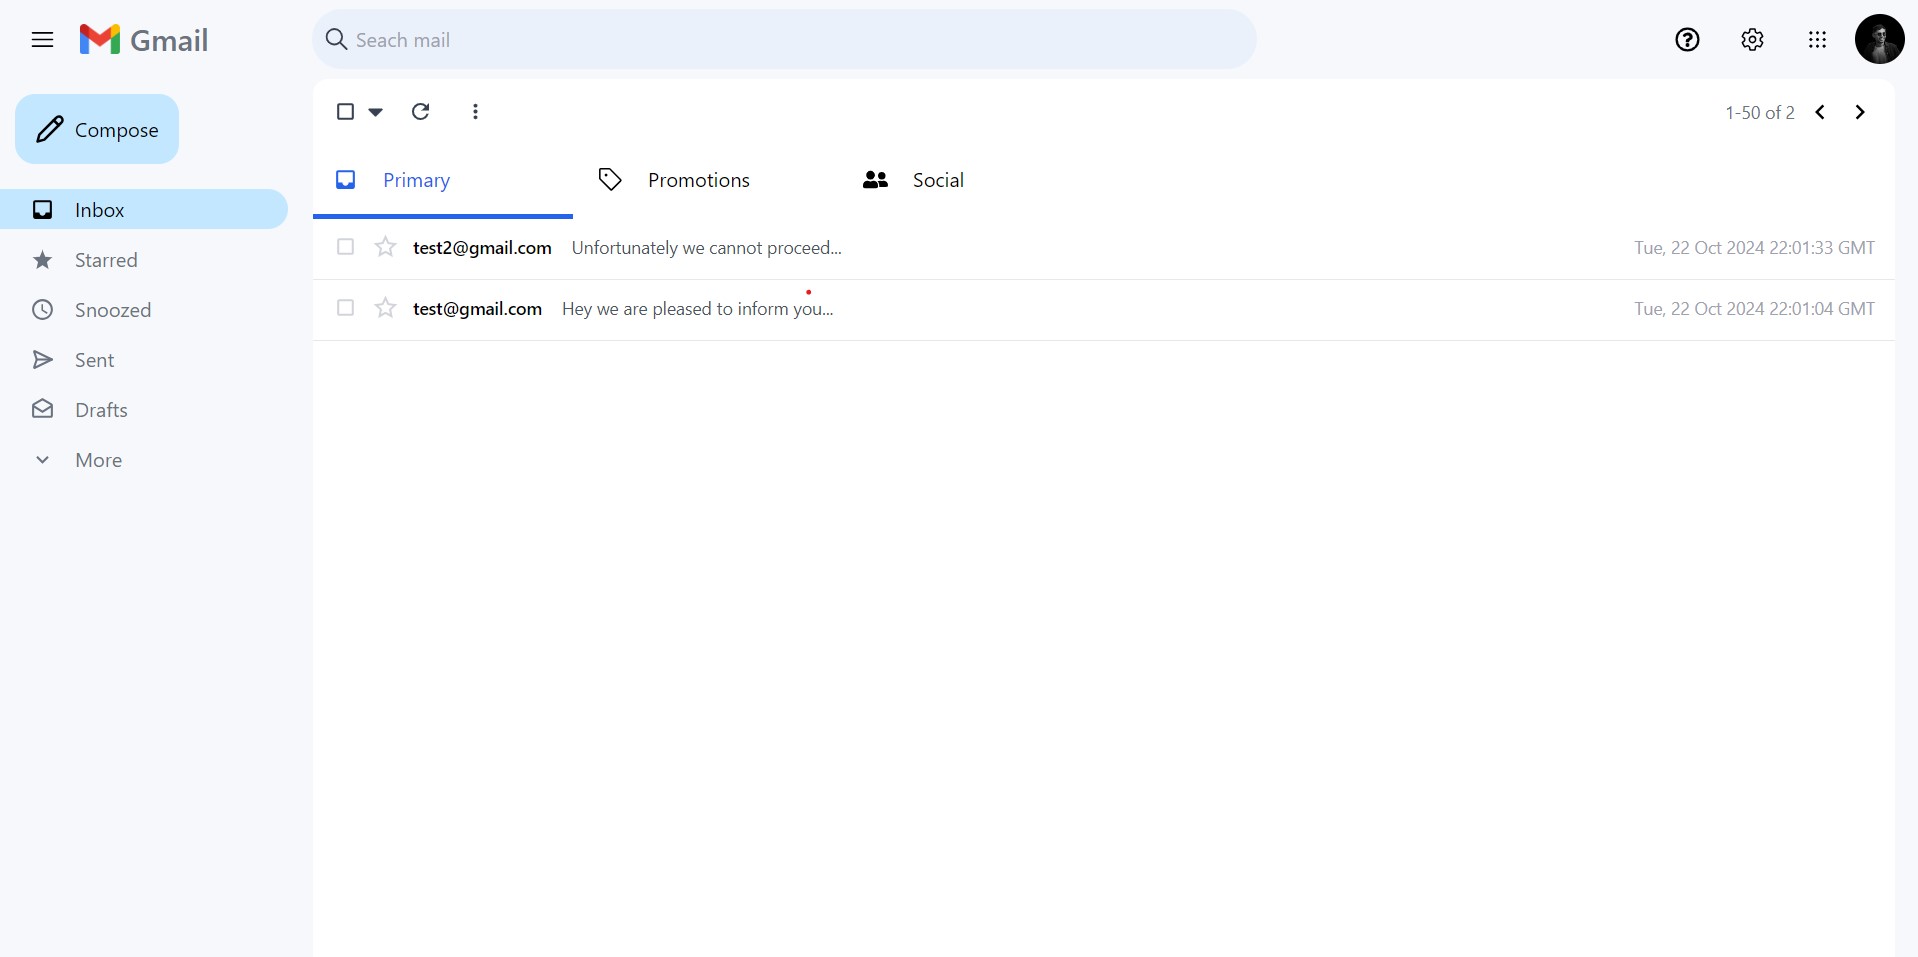 Gmail
Seach mail
Compose
1-50 of 2
Inbox
Primary
Promotions
Social
Starred
Snoozed
Sent
Drafts
More
test2@gmail.com Unfortunately we cannot proceed... Tue, 22 Oct 2024 22:01:33 GMT
test@gmail.com Hey we are pleased to inform you... Tue, 22 Oct 2024 22:01:04 GMT